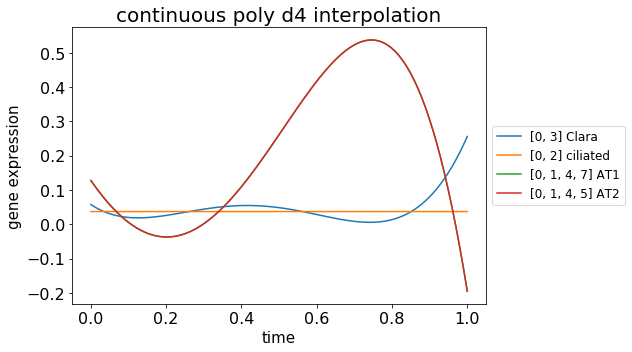 continuous poly d4 interpolation
gene expression
0.5
0.4
0.3
0.2
0.1
0.0
−0.1
−0.2
0.0 0.2 0.4 0.6 0.8 1.0
time
[0, 3] Clara
[0, 2] ciliated
[0, 1, 4, 7] AT1
[0, 1, 4, 5] AT2